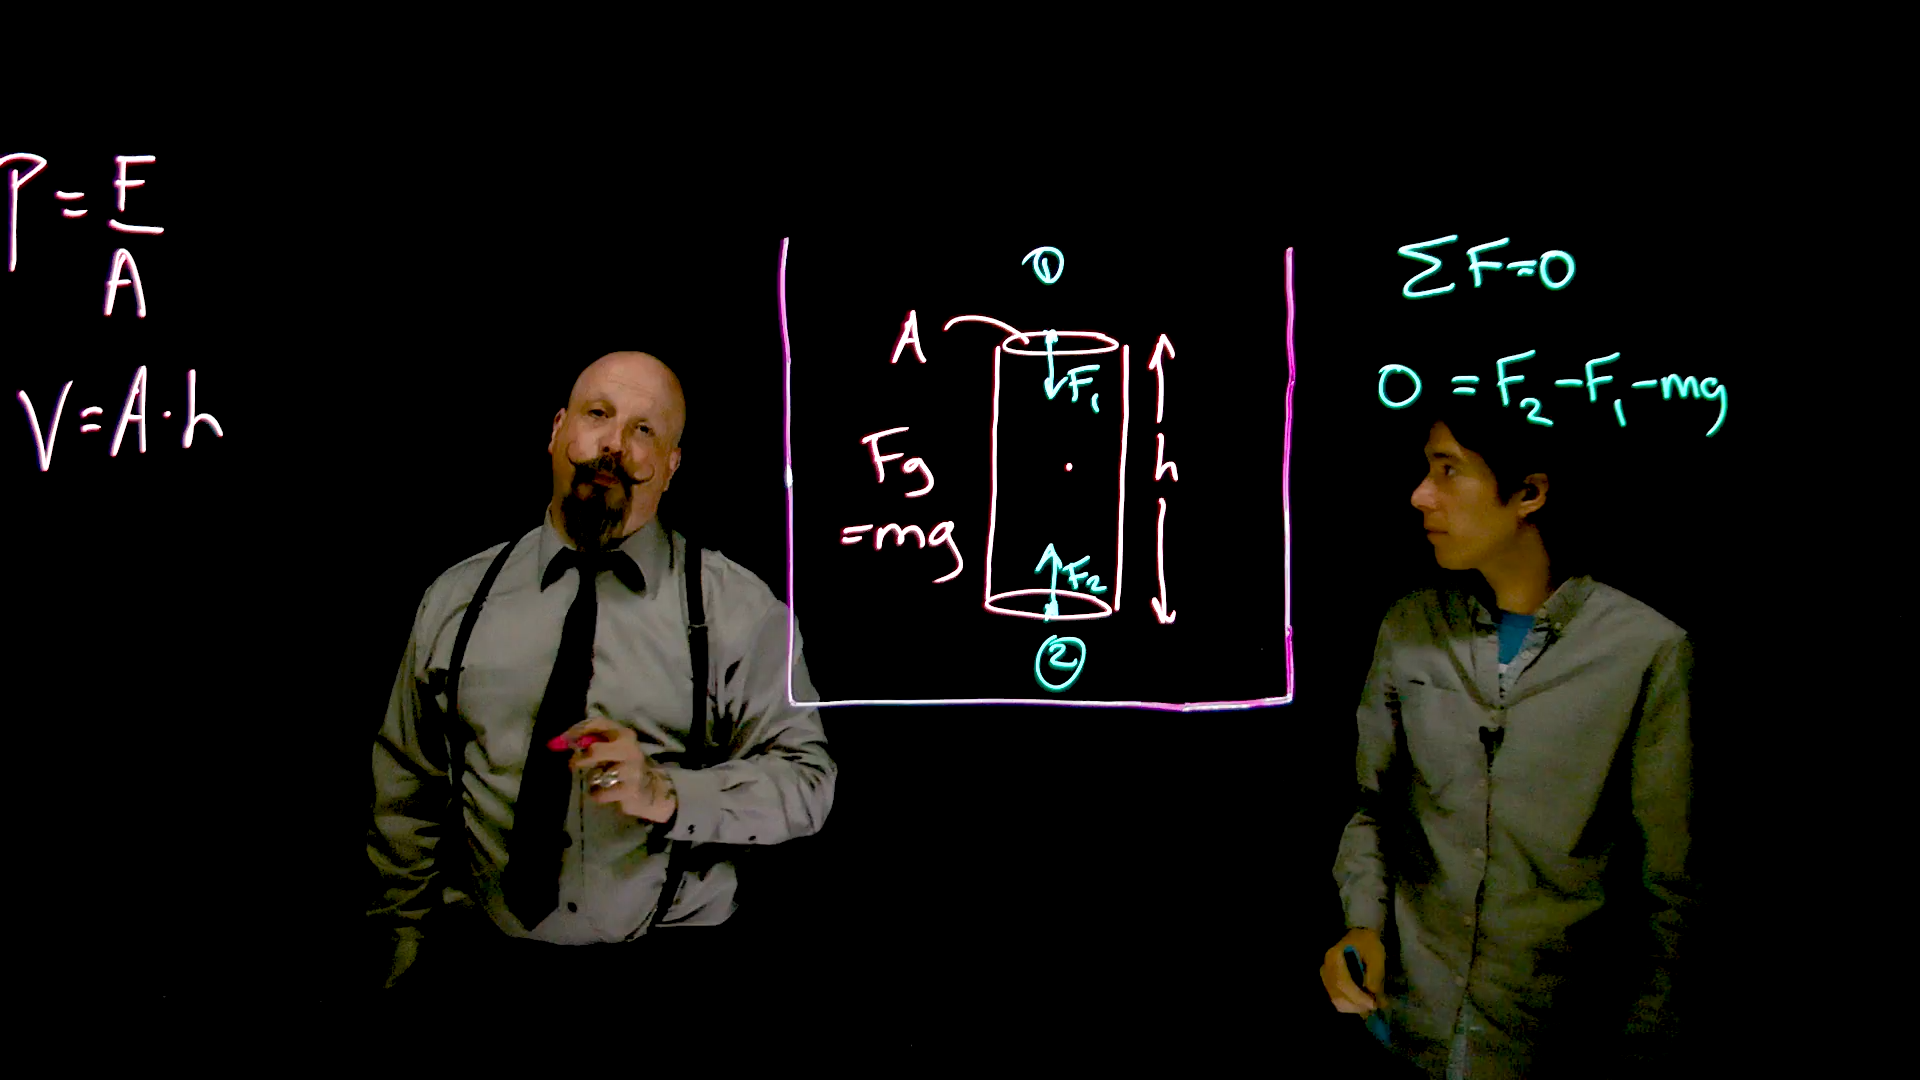 P = F
A
V = A · h
①
A
F₁
h
Fg
= mg
F₂
②
ΣF = 0
0 = F₂ - F₁ - mg